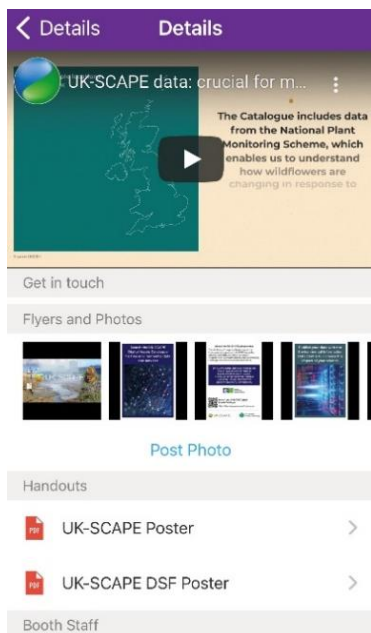 Details
Details
UK-SCAPE data: crucial for m...
The Catalogue includes data
from the National Plant
Monitoring Scheme, which
enables us to understand
how wildflowers are
changing in response to
Get in touch
Flyers and Photos
Post Photo
Handouts
PDF
UK-SCAPE Poster
PDF
UK-SCAPE DSF Poster
Booth Staff